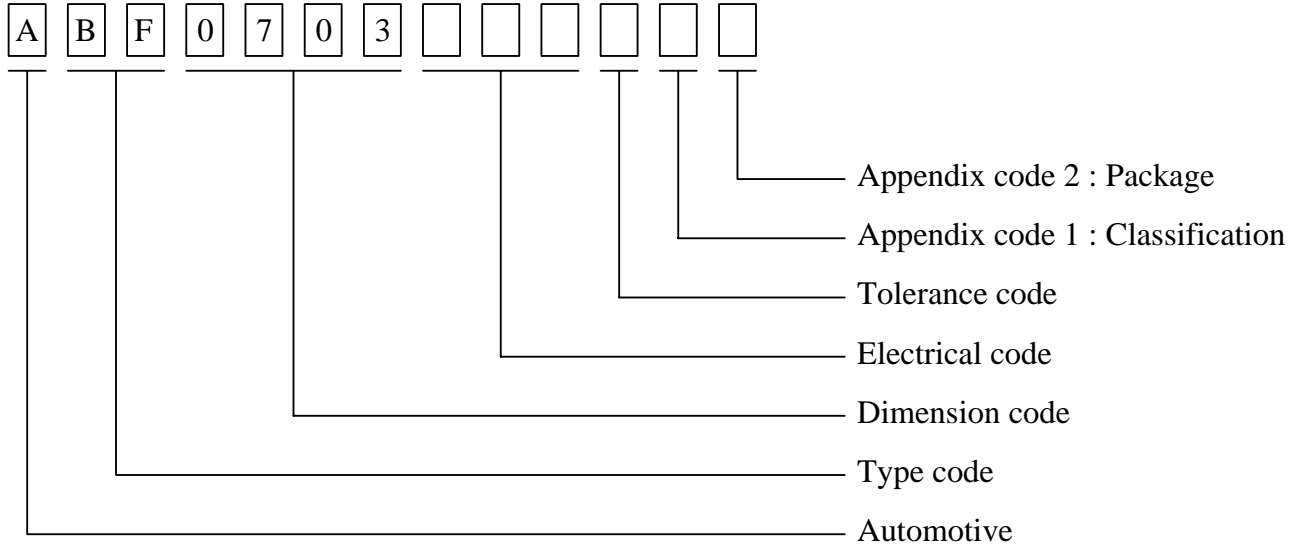 A B F 0 7 0 3
Appendix code 2 : Package
Appendix code 1 : Classification
Tolerance code
Electrical code
Dimension code
Type code
Automotive